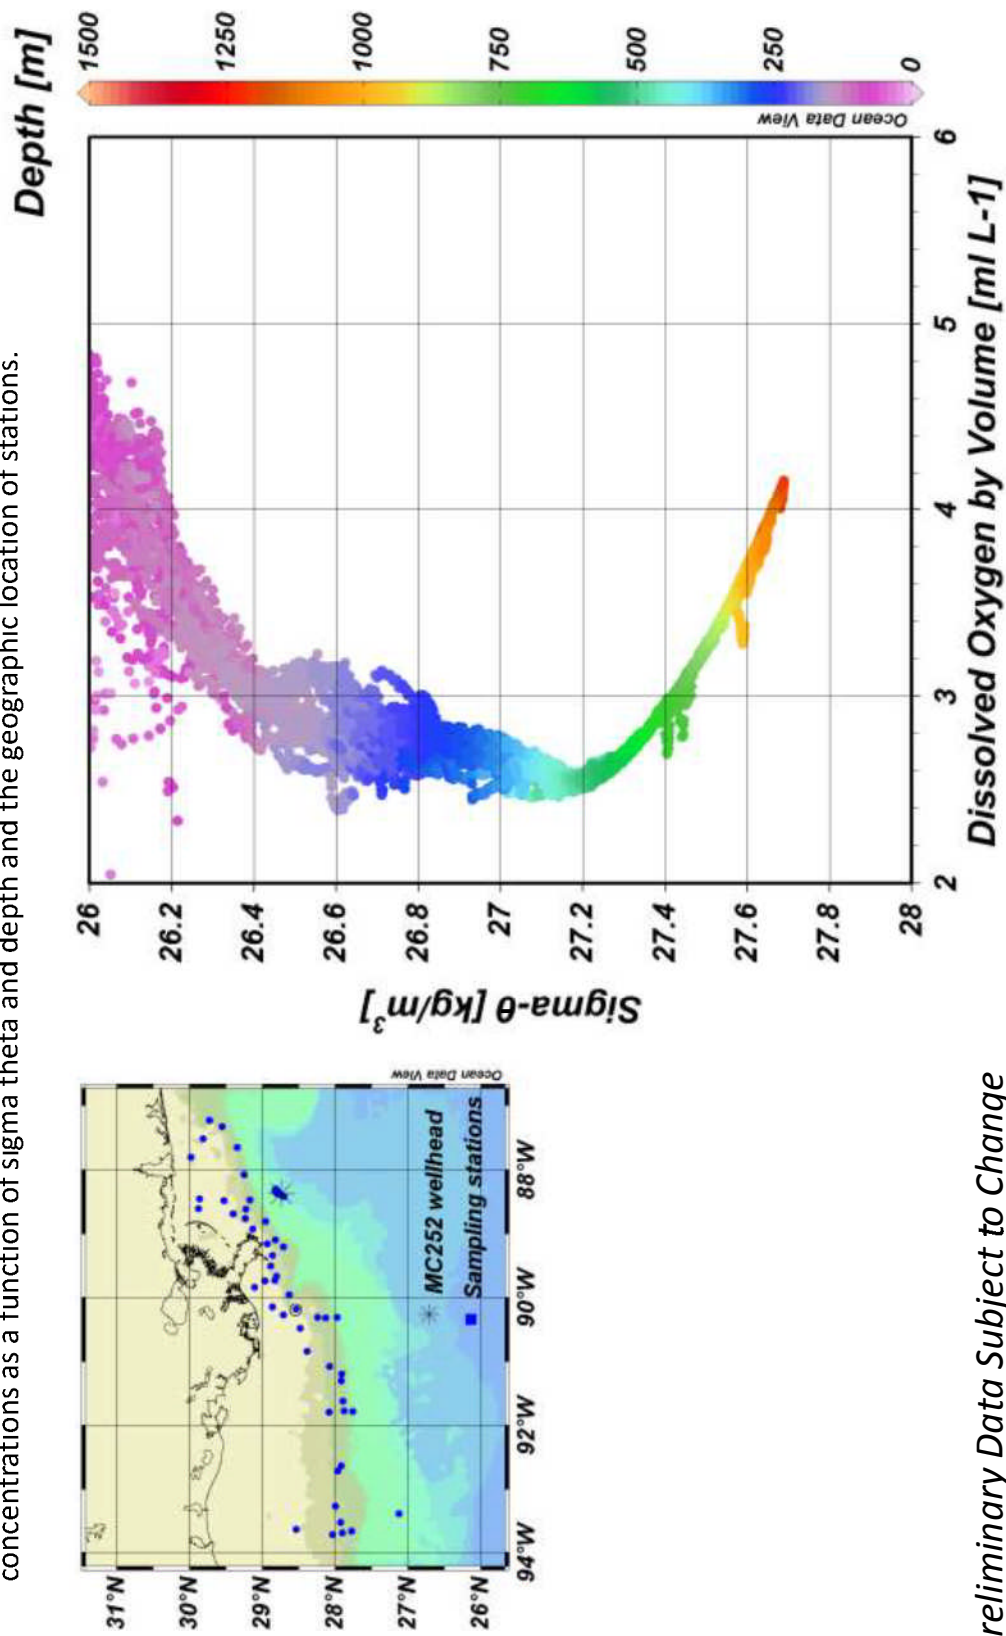 concentrations as a function of sigma theta and depth and the geographic location of stations.
31°N
30°N
29°N
28°N
27°N
26°N
94°W
92°W
90°W
88°W
MC252 wellhead
Sampling stations
Ocean Data View
Sigma-θ [kg/m³]
26
26.2
26.4
26.6
26.8
27
27.2
27.4
27.6
27.8
28
2
3
4
5
6
Dissolved Oxygen by Volume [ml L-1]
Ocean Data View
Depth [m]
1500
1250
1000
750
500
250
0
reliminary Data Subject to Change